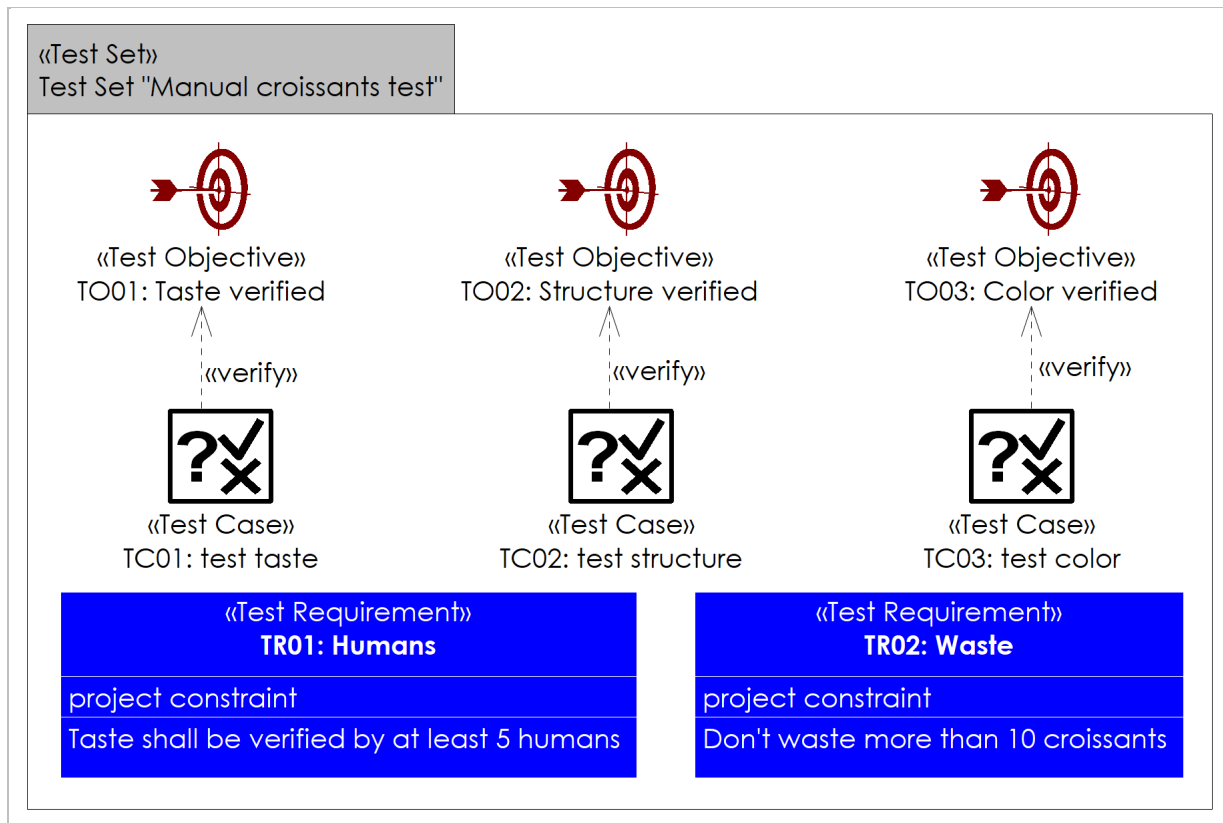 «Test Set»
Test Set "Manual croissants test"
«Test Objective»
TO01: Taste verified
«Test Objective»
TO02: Structure verified
«Test Objective»
TO03: Color verified
«verify»
«verify»
«verify»
«Test Case»
TC01: test taste
«Test Case»
TC02: test structure
«Test Case»
TC03: test color
«Test Requirement»
TR01: Humans
project constraint
Taste shall be verified by at least 5 humans
«Test Requirement»
TR02: Waste
project constraint
Don't waste more than 10 croissants